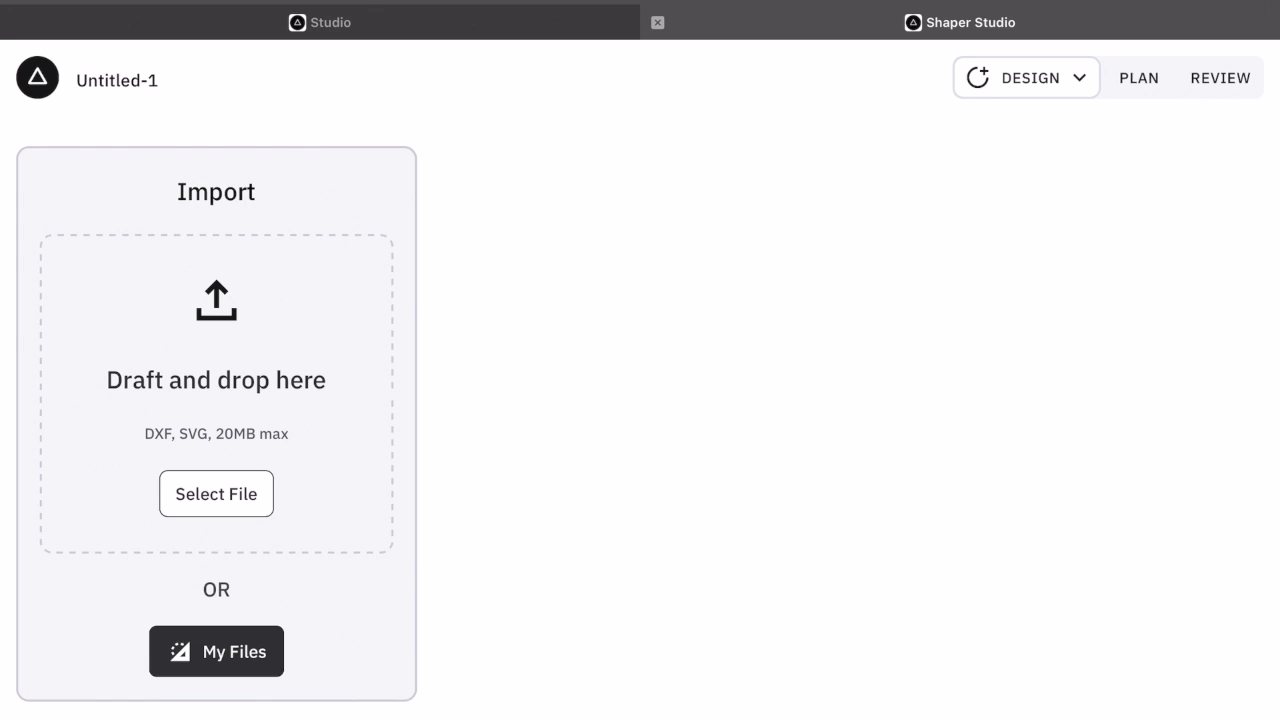 Studio
Shaper Studio
Untitled-1
DESIGN
PLAN
REVIEW
Import
Draft and drop here
DXF, SVG, 20MB max
Select File
OR
My Files